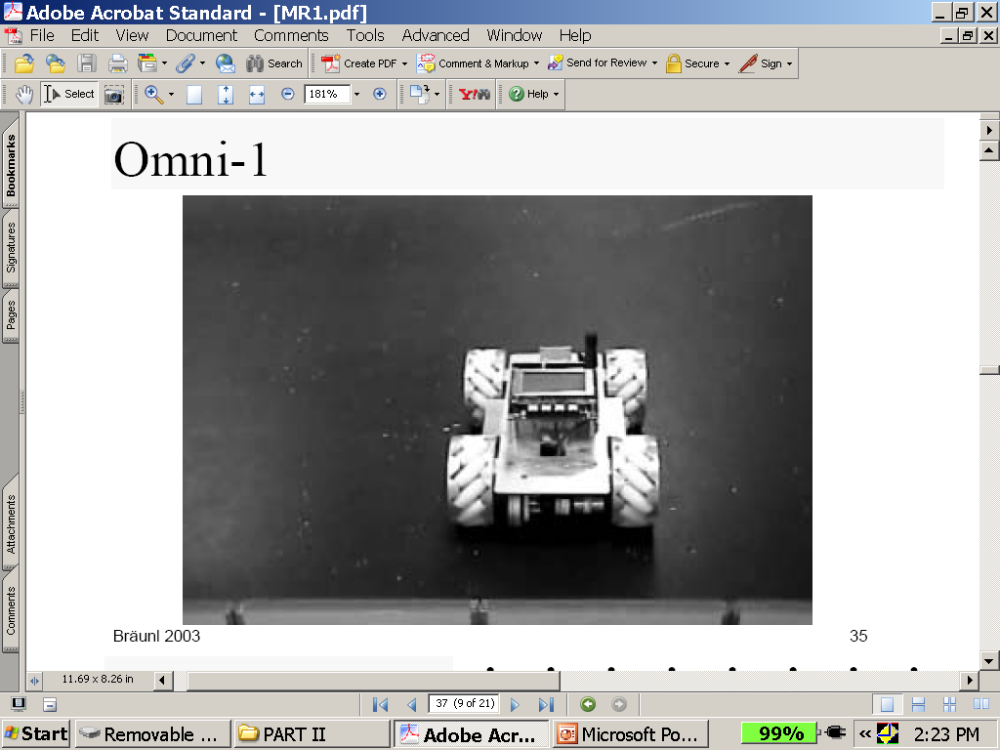 Adobe Acrobat Standard - [MR1.pdf]
File Edit View Document Comments Tools Advanced Window Help
Search Create PDF Comment & Markup Send for Review Secure Sign
Select 181% Y! Help
Bookmarks
Signatures
Pages
Attachments
Comments
Omni-1
Bräunl 2003 35
11.69 x 8.26 in
37 (9 of 21)
Start Removable ... PART II Adobe Acr... Microsoft Po... 99% « 2:23 PM